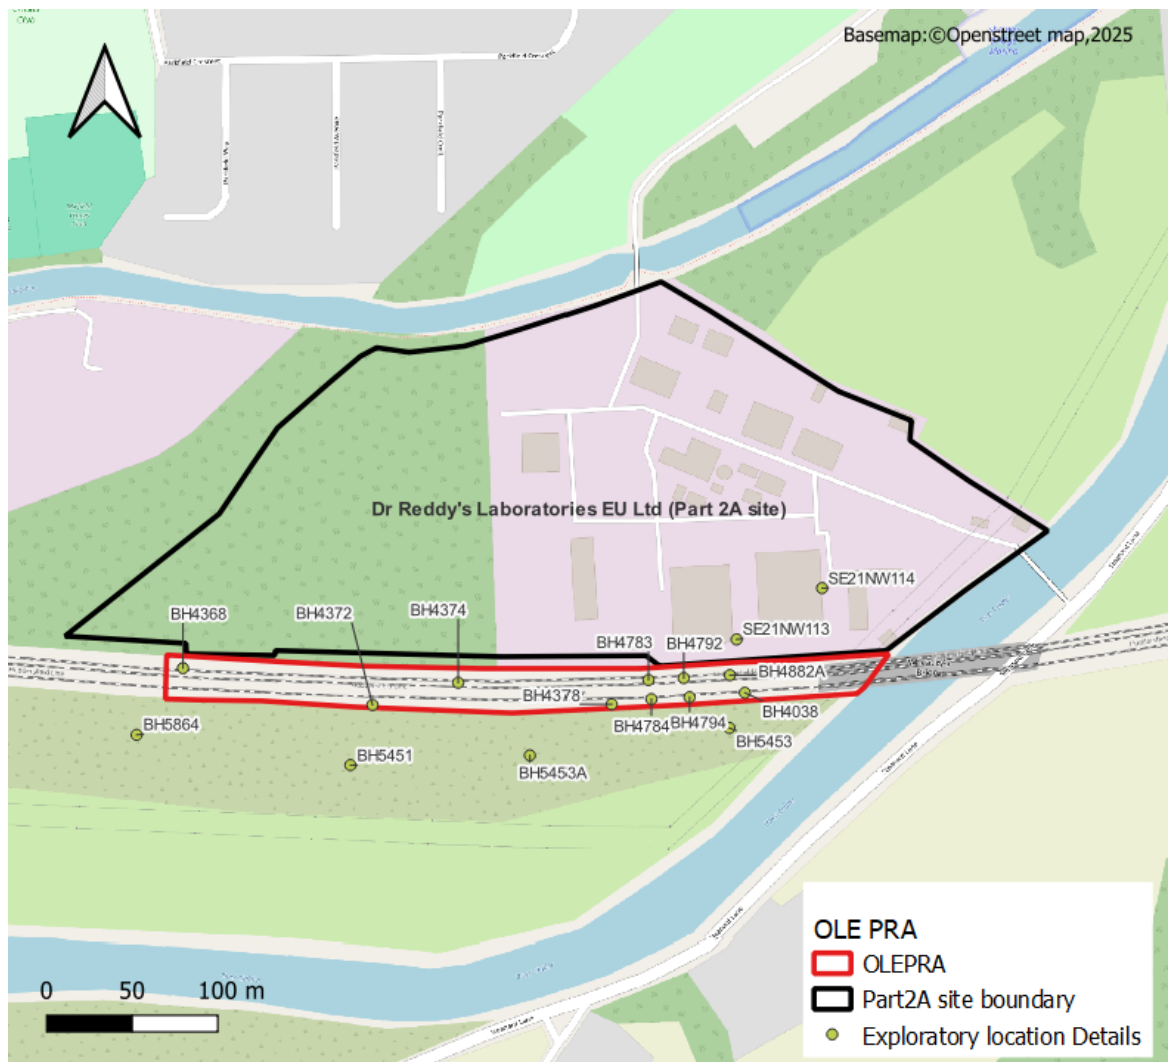 Basemap:©Openstreet map,2025
Dr Reddy's Laboratories EU Ltd (Part 2A site)
SE21NW114
BH4368
BH4372
BH4374
SE21NW113
BH4783
BH4792
BH4882A
BH4378
BH4038
BH4784
BH4794
BH5864
BH5453
BH5451
BH5453A
OLE PRA
OLEPRA
Part2A site boundary
Exploratory location Details
0 50 100 m